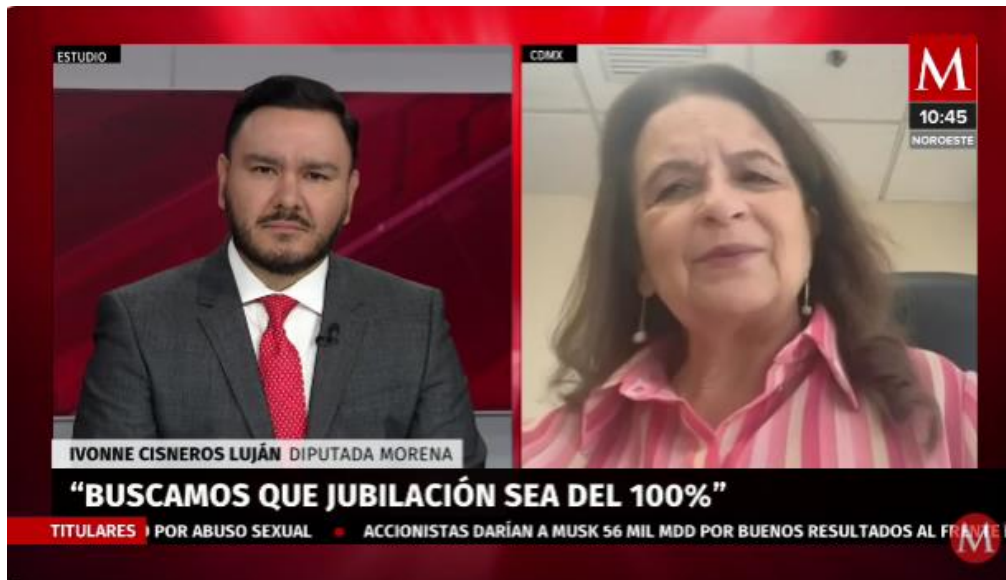 ESTUDIO
CDMX
M
10:45
NOROESTE
IVONNE CISNEROS LUJÁN DIPUTADA MORENA
“BUSCAMOS QUE JUBILACIÓN SEA DEL 100%”
TITULARES POR ABUSO SEXUAL • ACCIONISTAS DARÍAN A MUSK 56 MIL MDD POR BUENOS RESULTADOS AL FRENTE
M